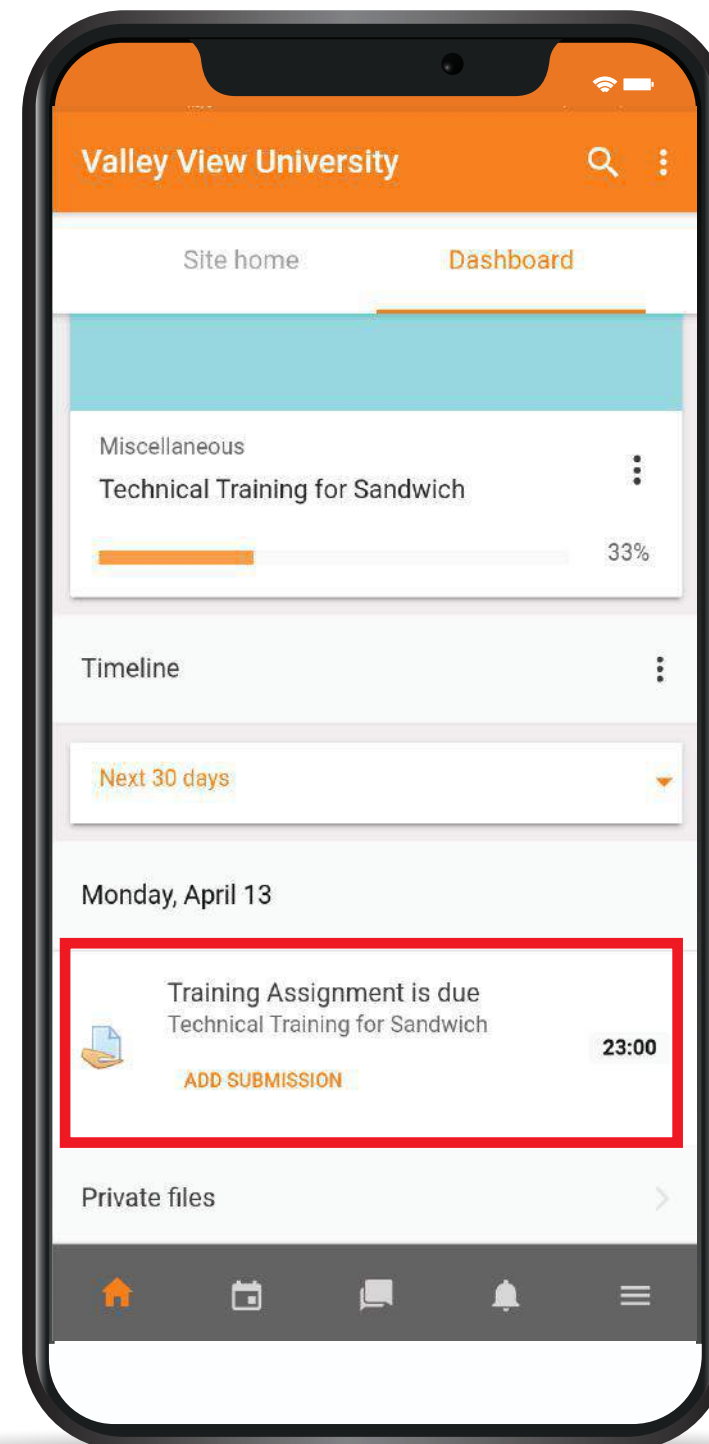 Valley View University
Site home
Dashboard
Miscellaneous
Technical Training for Sandwich
33%
Timeline
Next 30 days
Monday, April 13
Training Assignment is due
Technical Training for Sandwich
23:00
ADD SUBMISSION
Private files